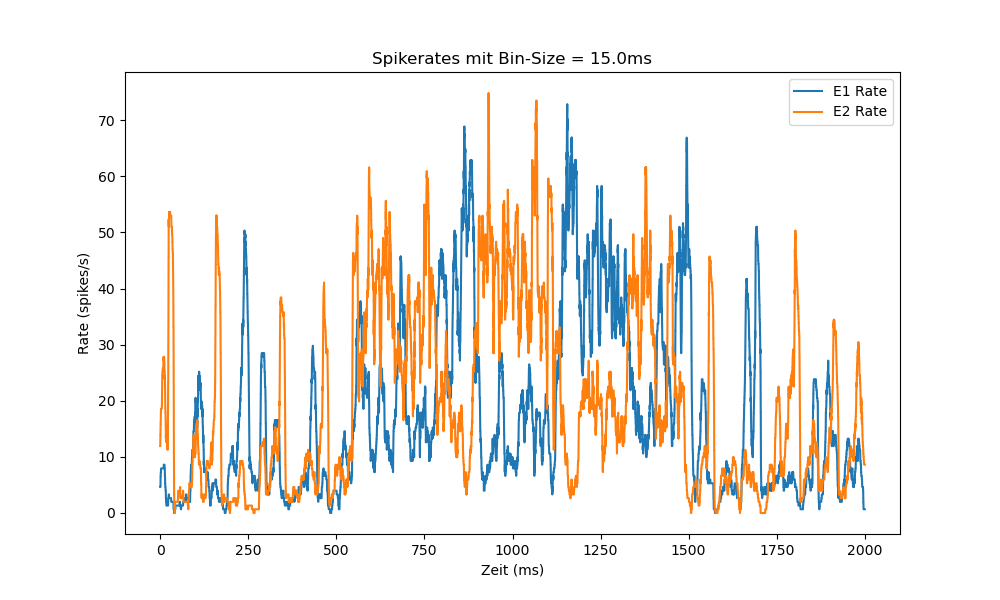 Spikerates mit Bin-Size = 15.0ms
E1 Rate
E2 Rate
Rate (spikes/s)
70
60
50
40
30
20
10
0
0 250 500 750 1000 1250 1500 1750 2000
Zeit (ms)